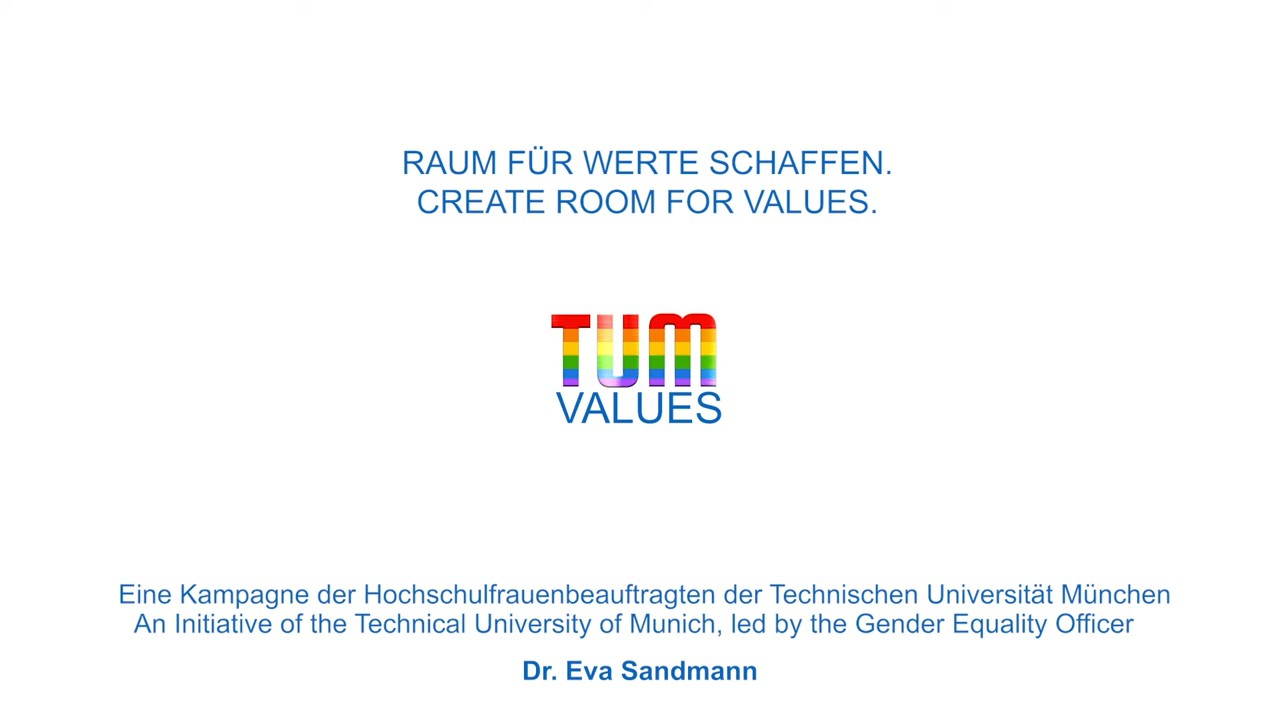 RAUM FÜR WERTE SCHAFFEN.
CREATE ROOM FOR VALUES.
TUM
VALUES
Eine Kampagne der Hochschulfrauenbeauftragten der Technischen Universität München
An Initiative of the Technical University of Munich, led by the Gender Equality Officer
Dr. Eva Sandmann